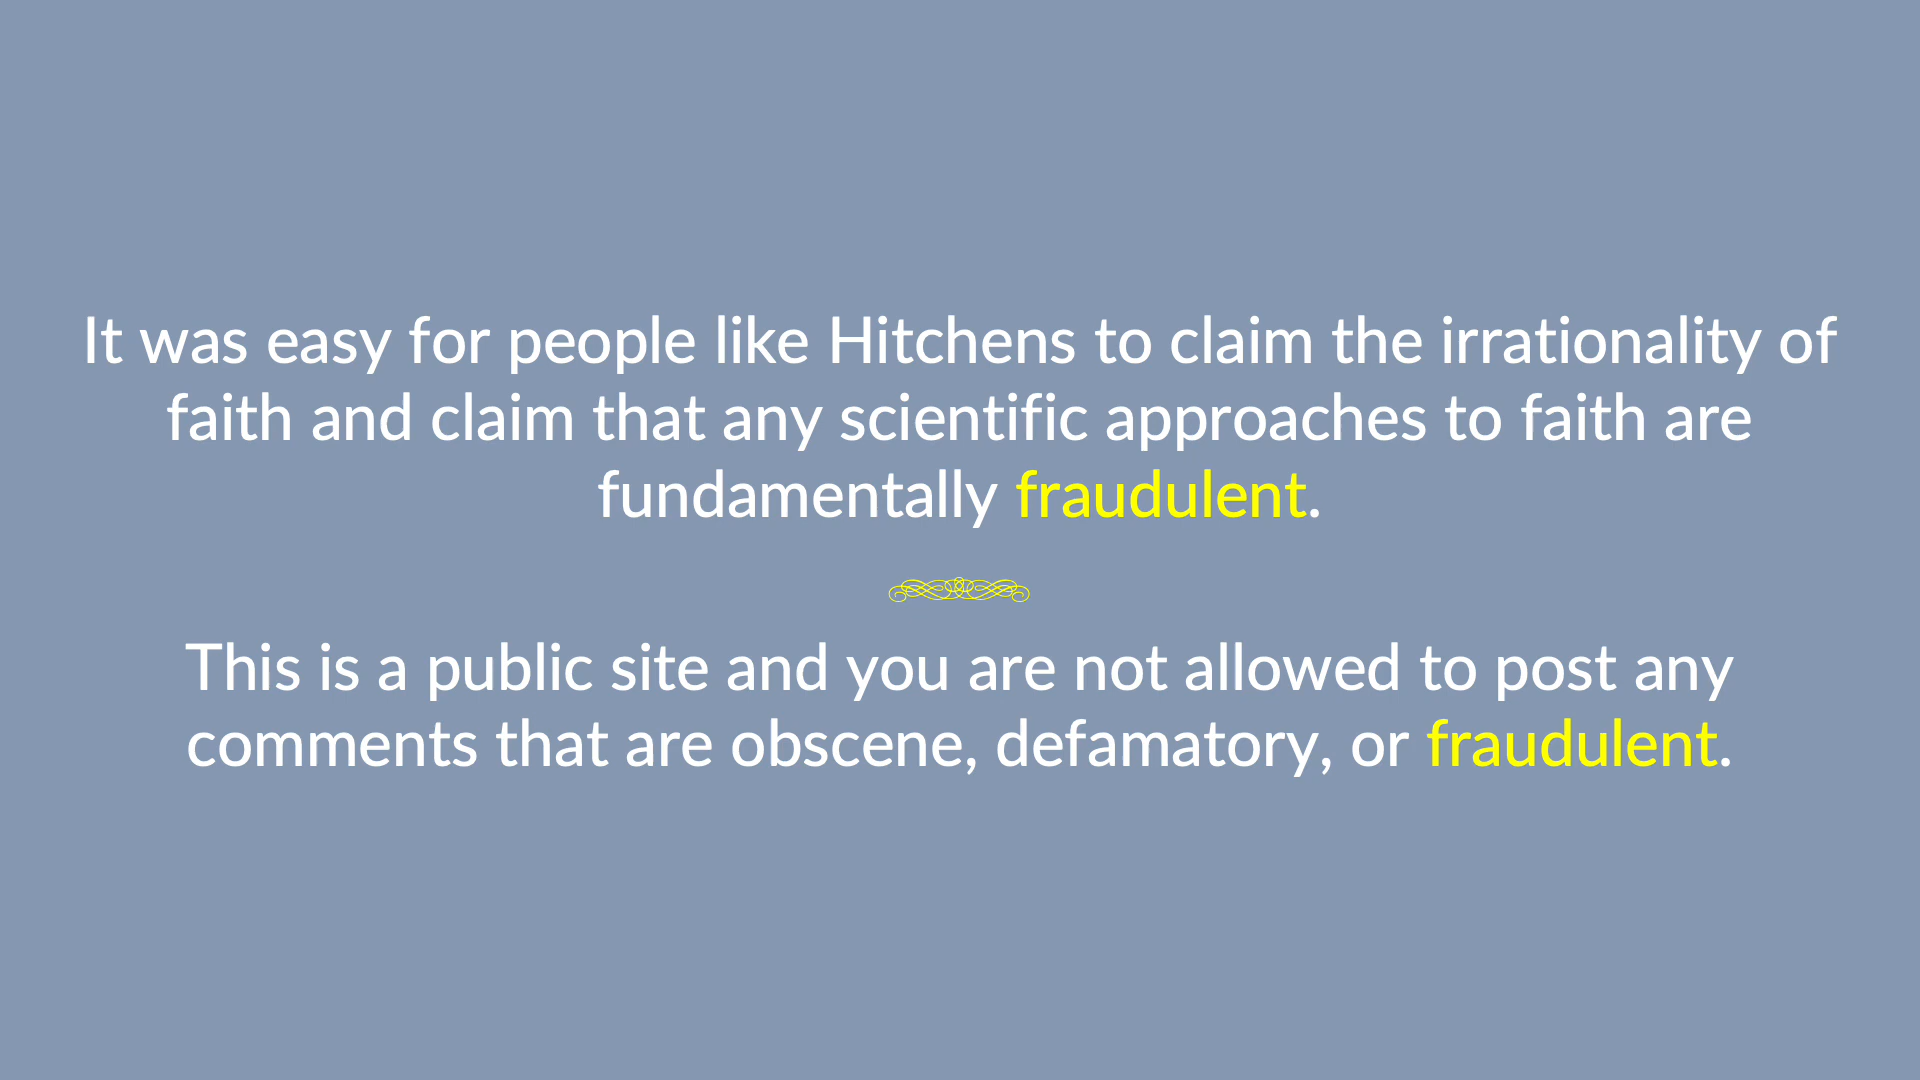 It was easy for people like Hitchens to claim the irrationality of
faith and claim that any scientific approaches to faith are
fundamentally fraudulent.
This is a public site and you are not allowed to post any
comments that are obscene, defamatory, or fraudulent.